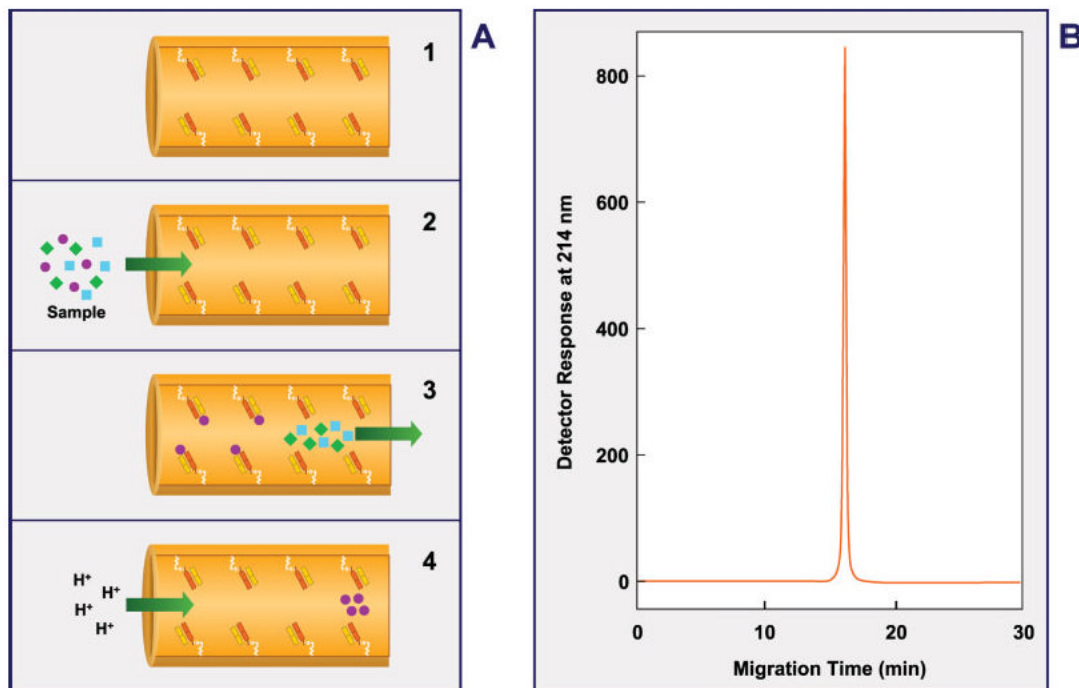 A
1
2
Sample
3
4
H⁺
H⁺
H⁺
H⁺
B
Detector Response at 214 nm
800
600
400
200
0
0
10
20
30
Migration Time (min)